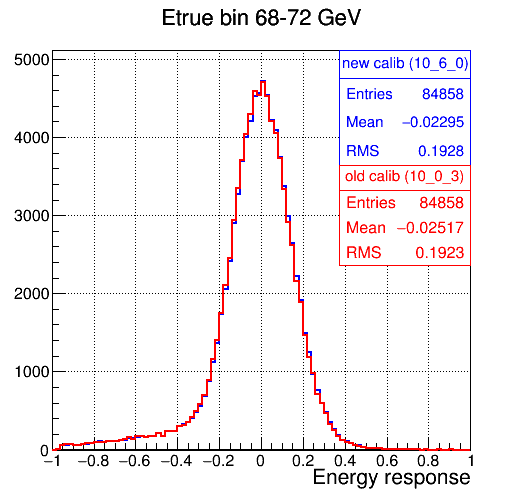 Etrue bin 68-72 GeV
new calib (10_6_0)
Entries 84858
Mean −0.02295
RMS 0.1928
old calib (10_0_3)
Entries 84858
Mean −0.02517
RMS 0.1923
5000
4000
3000
2000
1000
0
−1 −0.8 −0.6 −0.4 −0.2 0 0.2 0.4 0.6 0.8 1
Energy response